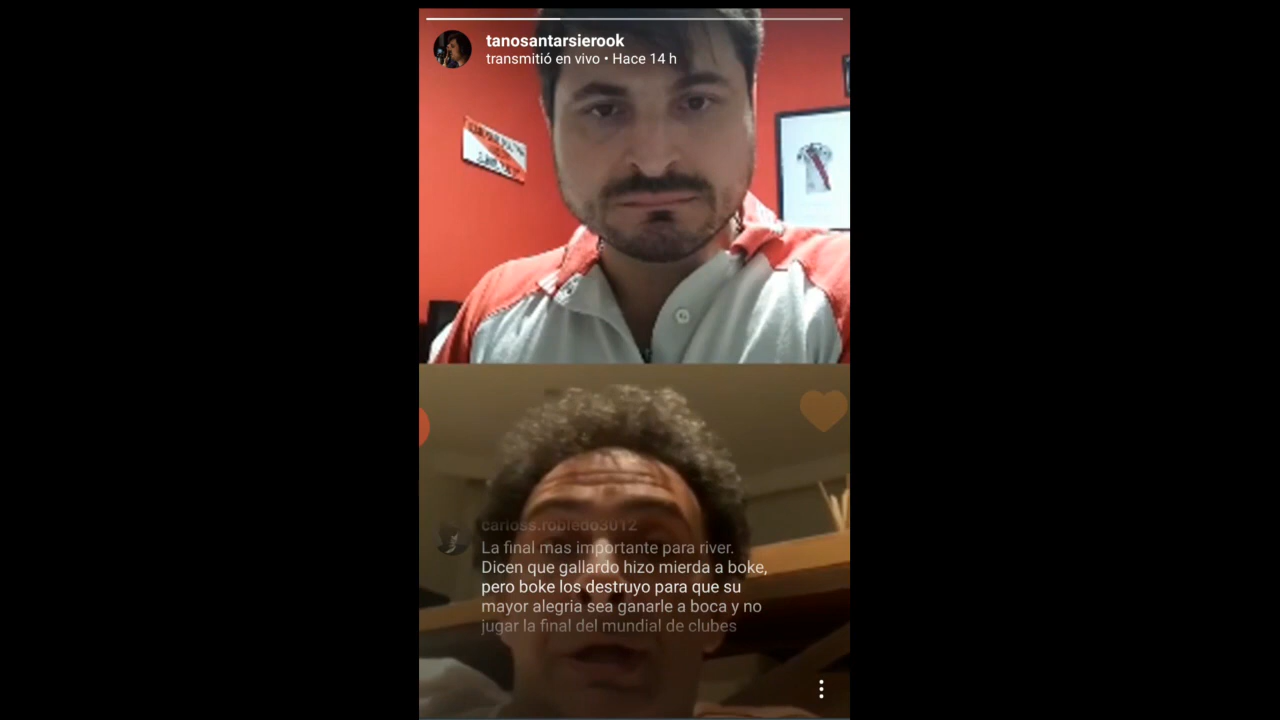 tanosantarsierook
transmitió en vivo • Hace 14 h
carloss.robledo3012
La final mas importante para river.
Dicen que gallardo hizo mierda a boke,
pero boke los destruyo para que su
mayor alegria sea ganarle a boca y no
jugar la final del mundial de clubes